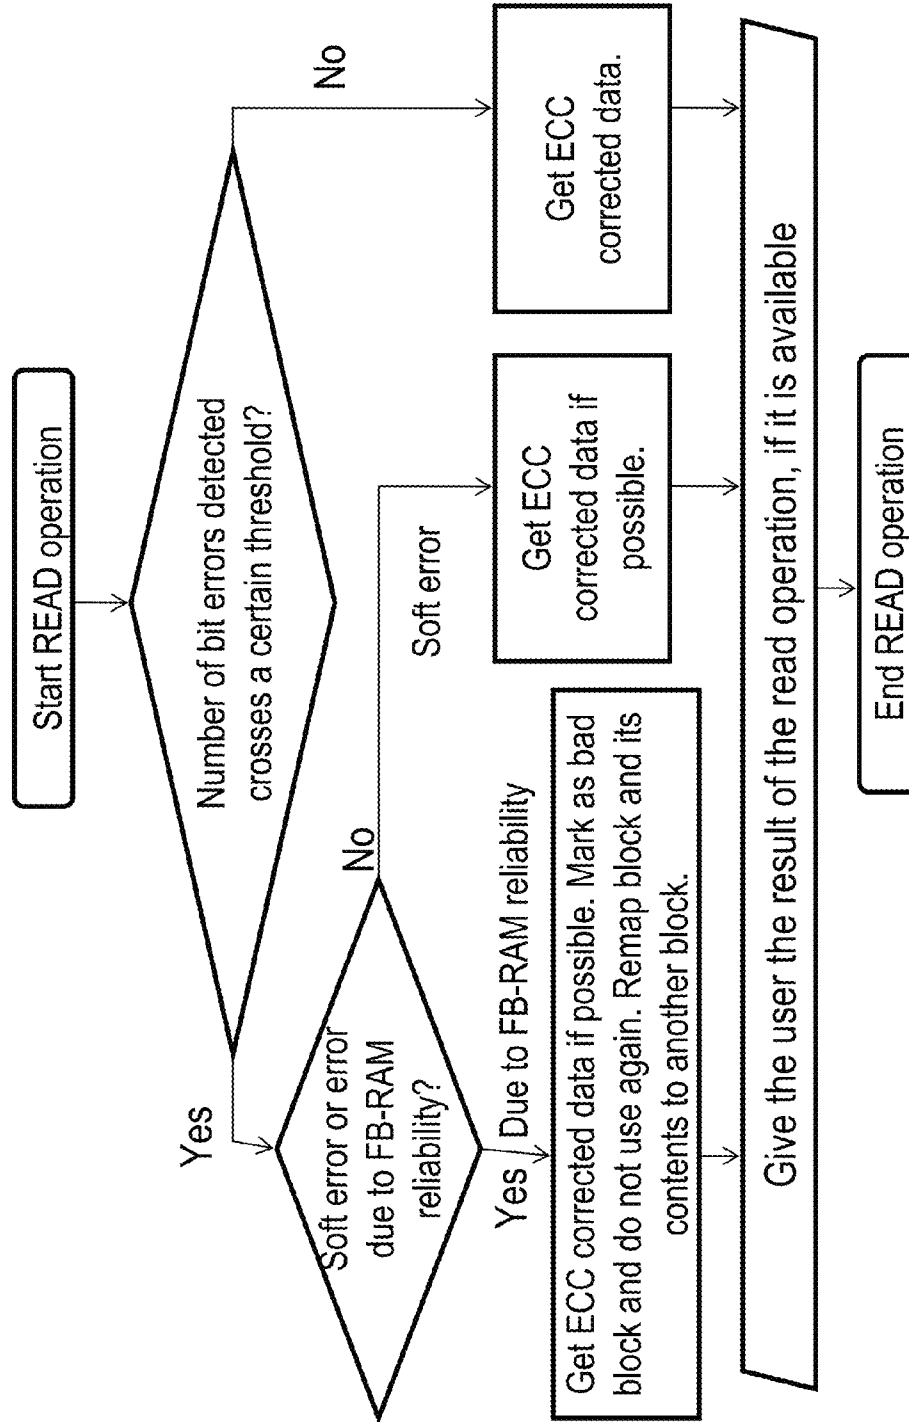 Start READ operation
Number of bit errors detected
crosses a certain threshold?
Yes
No
Soft error or error
due to FB-RAM
reliability?
No
Soft error
Yes
Due to FB-RAM reliability
Get ECC corrected data if possible. Mark as bad
block and do not use again. Remap block and its
contents to another block.
Get ECC
corrected data if
possible.
Get ECC
corrected data.
Give the user the result of the read operation, if it is available
End READ operation